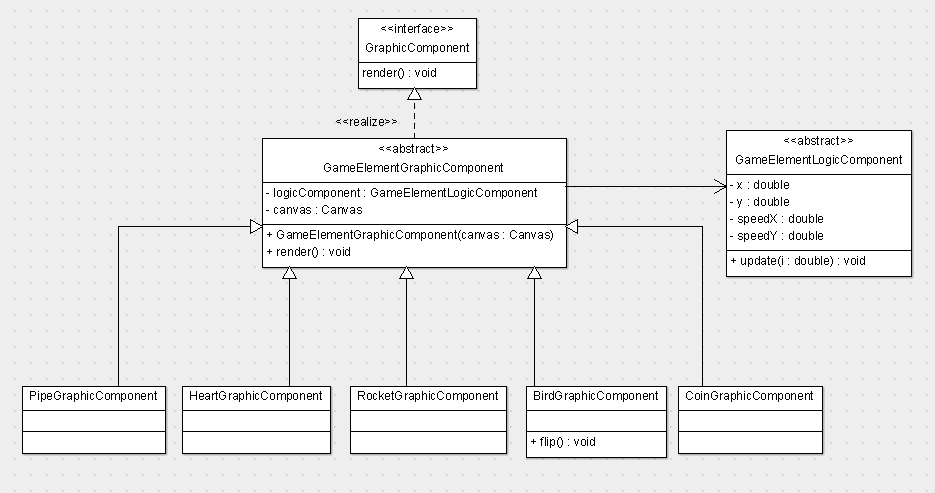 <<interface>>
GraphicComponent
render() : void
<<realize>>
<<abstract>>
GameElementGraphicComponent
- logicComponent : GameElementLogicComponent
- canvas : Canvas
+ GameElementGraphicComponent(canvas : Canvas)
+ render() : void
<<abstract>>
GameElementLogicComponent
- x : double
- y : double
- speedX : double
- speedY : double
+ update(i : double) : void
PipeGraphicComponent
HeartGraphicComponent
RocketGraphicComponent
BirdGraphicComponent
+ flip() : void
CoinGraphicComponent